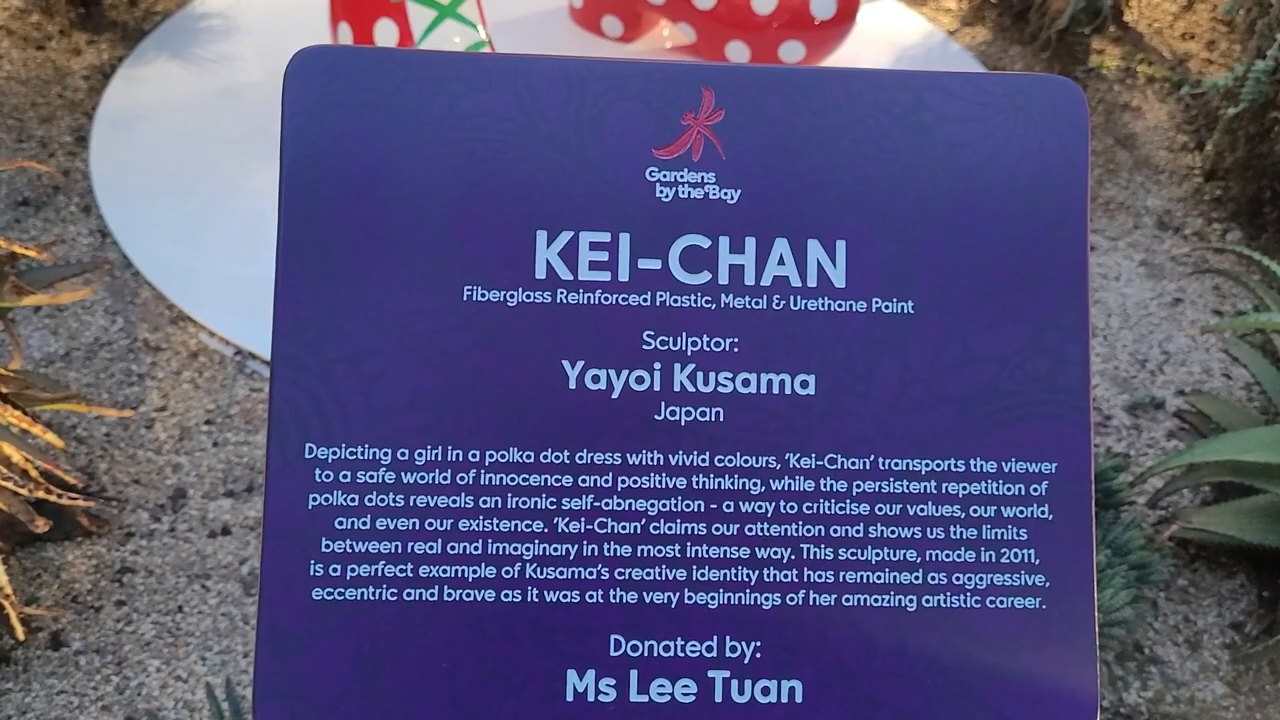 Gardens
by the Bay
KEI-CHAN
Fiberglass Reinforced Plastic, Metal & Urethane Paint
Sculptor:
Yayoi Kusama
Japan
Depicting a girl in a polka dot dress with vivid colours, 'Kei-Chan' transports the viewer
to a safe world of innocence and positive thinking, while the persistent repetition of
polka dots reveals an ironic self-abnegation - a way to criticise our values, our world,
and even our existence. 'Kei-Chan' claims our attention and shows us the limits
between real and imaginary in the most intense way. This sculpture, made in 2011,
is a perfect example of Kusama's creative identity that has remained as aggressive,
eccentric and brave as it was at the very beginnings of her amazing artistic career.
Donated by:
Ms Lee Tuan